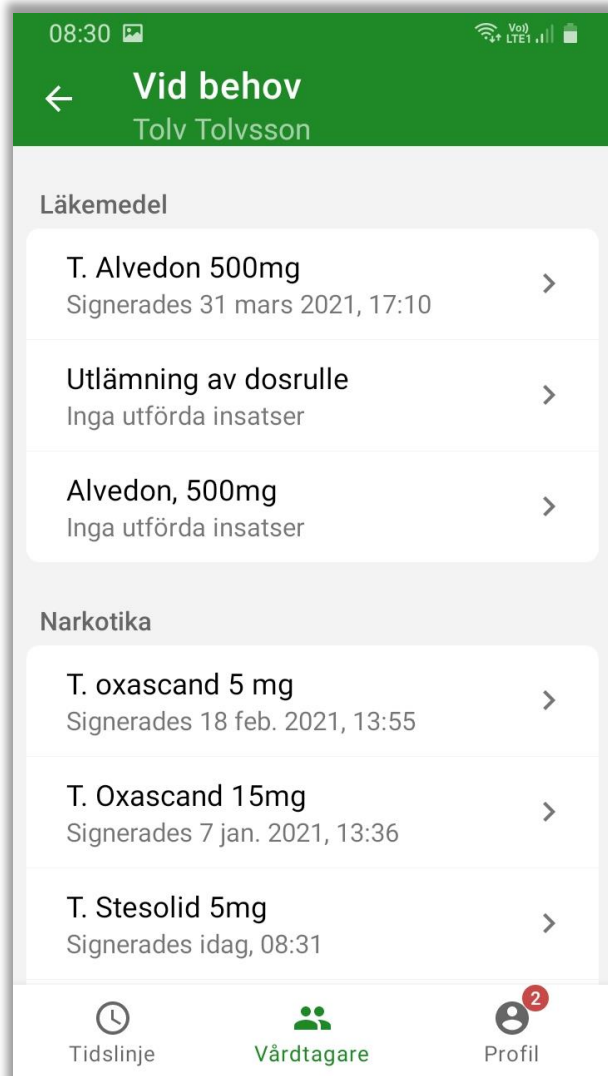 08:30
Vo))
LTE1
Vid behov
Tolv Tolvsson
Läkemedel
T. Alvedon 500mg
Signerades 31 mars 2021, 17:10
Utlämning av dosrulle
Inga utförda insatser
Alvedon, 500mg
Inga utförda insatser
Narkotika
T. oxascand 5 mg
Signerades 18 feb. 2021, 13:55
T. Oxascand 15mg
Signerades 7 jan. 2021, 13:36
T. Stesolid 5mg
Signerades idag, 08:31
2
Tidslinje Vårdtagare Profil